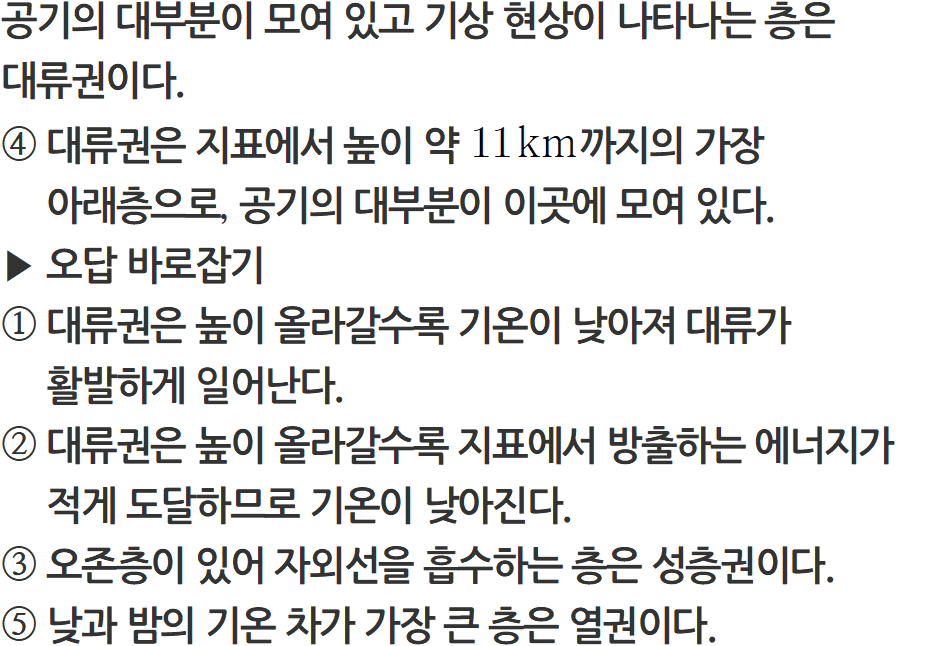 공기의 대부분이 모여 있고 기상 현상이 나타나는 층은
대류권이다.
④ 대류권은 지표에서 높이 약 11km까지의 가장
아래층으로, 공기의 대부분이 이곳에 모여 있다.
▶ 오답 바로잡기
① 대류권은 높이 올라갈수록 기온이 낮아져 대류가
활발하게 일어난다.
② 대류권은 높이 올라갈수록 지표에서 방출하는 에너지가
적게 도달하므로 기온이 낮아진다.
③ 오존층이 있어 자외선을 흡수하는 층은 성층권이다.
⑤ 낮과 밤의 기온 차가 가장 큰 층은 열권이다.